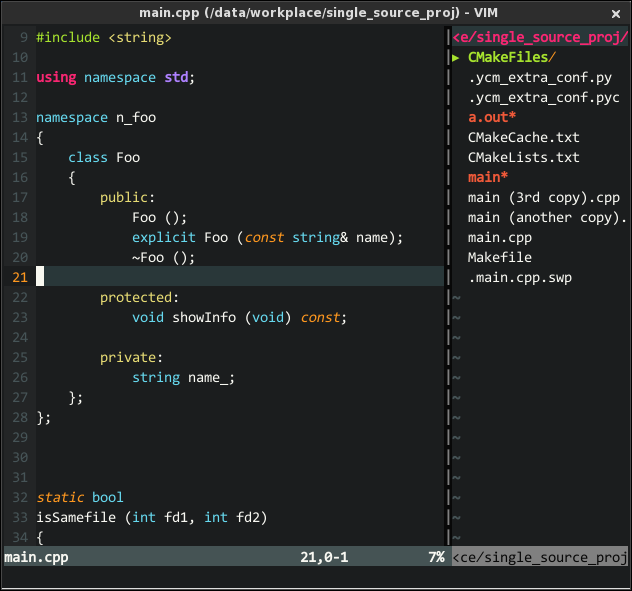 main.cpp (/data/workplace/single_source_proj) - VIM ×
9 #include <string>
10
11 using namespace std;
12
13 namespace n_foo
14 {
15     class Foo
16     {
17         public:
18             Foo ();
19             explicit Foo (const string& name);
20             ~Foo ();
21
22         protected:
23             void showInfo (void) const;
24
25         private:
26             string name_;
27     };
28 };
29
30
31
32 static bool
33 isSamefile (int fd1, int fd2)
34 {
main.cpp 21,0-1 7%
<ce/single_source_proj/
▸ CMakeFiles/
.ycm_extra_conf.py
.ycm_extra_conf.pyc
a.out*
CMakeCache.txt
CMakeLists.txt
main*
main (3rd copy).cpp
main (another copy).
main.cpp
Makefile
.main.cpp.swp
~
~
~
~
~
~
~
~
~
~
~
~
~
<ce/single_source_proj